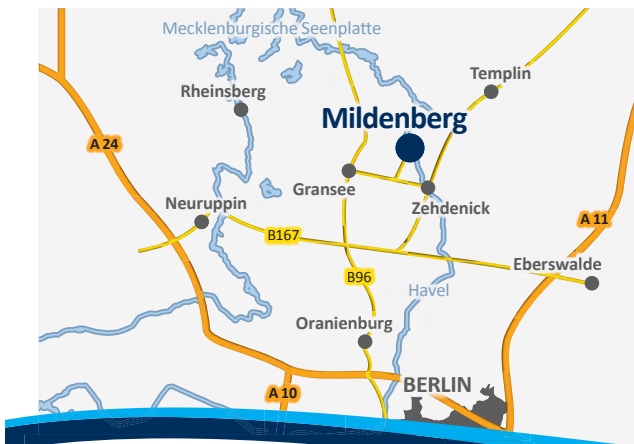 Mecklenburgische Seenplatte
Templin
Rheinsberg
Mildenberg
A 24
Gransee
Neuruppin
Zehdenick
A 11
B167
Eberswalde
B96
Havel
Oranienburg
A 10
BERLIN